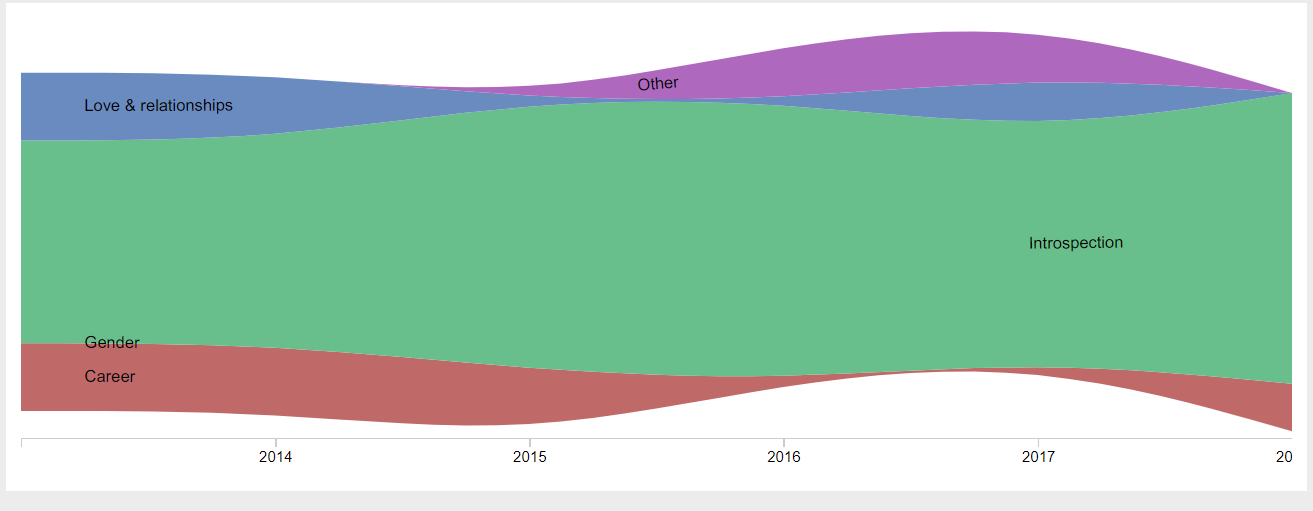 Other
Love & relationships
Introspection
Gender
Career
2014 2015 2016 2017 20